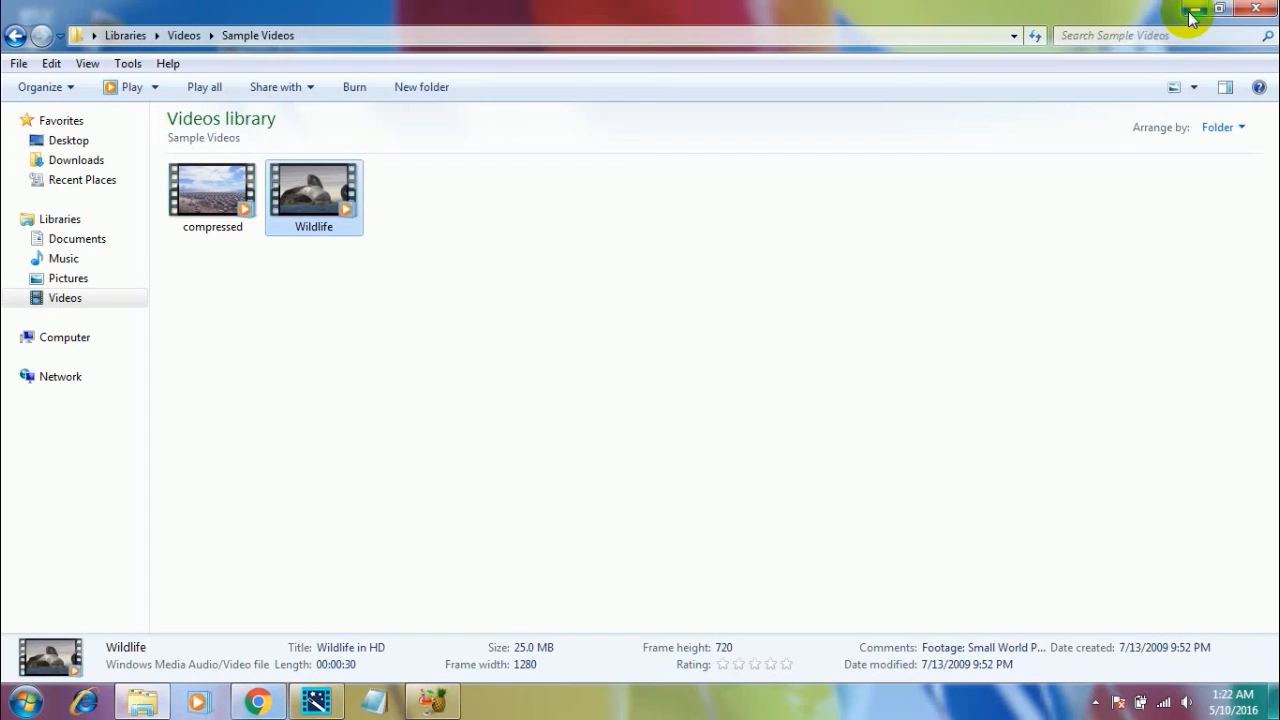 Libraries Videos Sample Videos
Search Sample Videos
File Edit View Tools Help
Organize Play Play all Share with Burn New folder
Favorites
Desktop
Downloads
Recent Places
Libraries
Documents
Music
Pictures
Videos
Computer
Network
Videos library
Sample Videos
Arrange by: Folder
compressed
Wildlife
Wildlife
Windows Media Audio/Video file
Title: Wildlife in HD
Length: 00:00:30
Size: 25.0 MB
Frame width: 1280
Frame height: 720
Rating:
Comments: Footage: Small World P...
Date modified: 7/13/2009 9:52 PM
Date created: 7/13/2009 9:52 PM
1:22 AM
5/10/2016